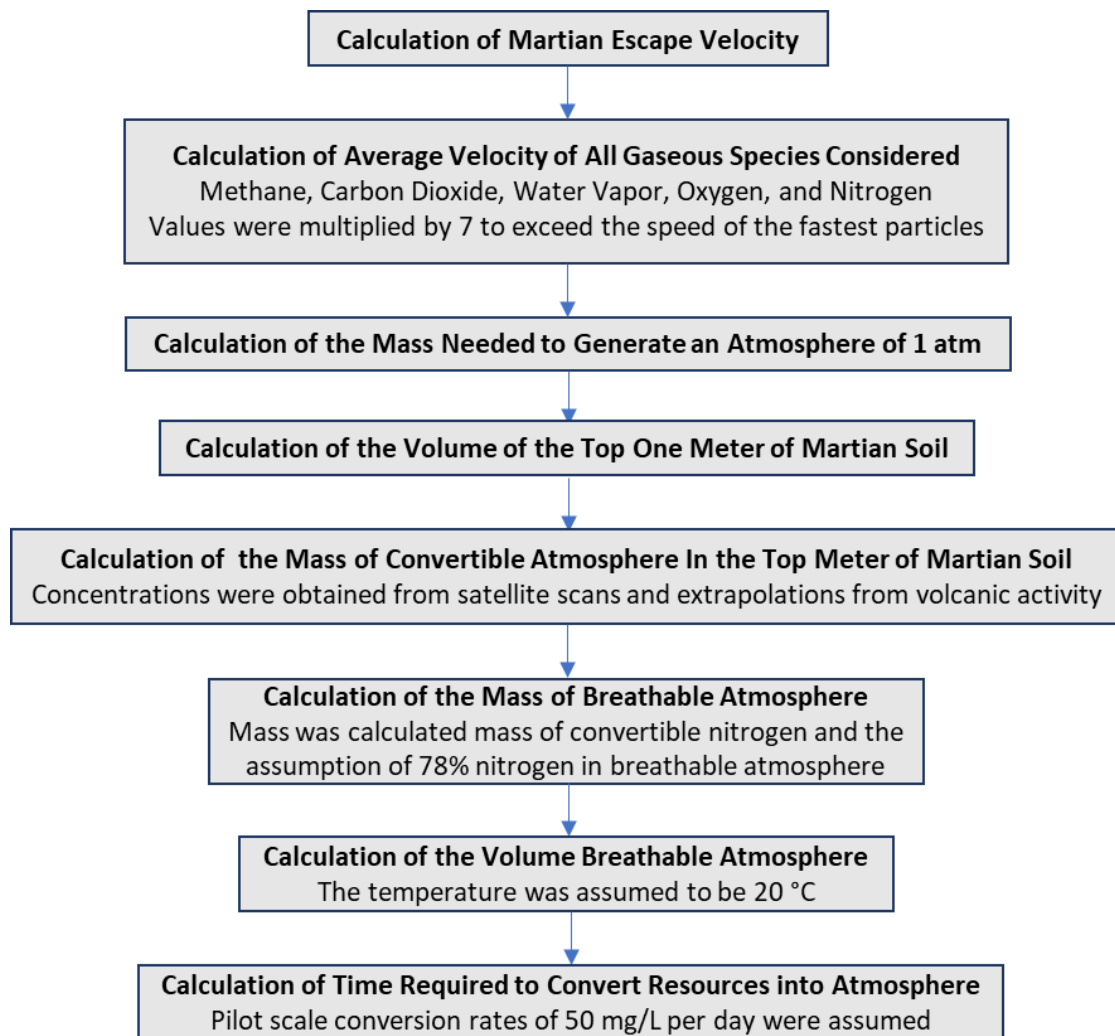 Calculation of Martian Escape Velocity
Calculation of Average Velocity of All Gaseous Species Considered
Methane, Carbon Dioxide, Water Vapor, Oxygen, and Nitrogen
Values were multiplied by 7 to exceed the speed of the fastest particles
Calculation of the Mass Needed to Generate an Atmosphere of 1 atm
Calculation of the Volume of the Top One Meter of Martian Soil
Calculation of the Mass of Convertible Atmosphere In the Top Meter of Martian Soil
Concentrations were obtained from satellite scans and extrapolations from volcanic activity
Calculation of the Mass of Breathable Atmosphere
Mass was calculated mass of convertible nitrogen and the
assumption of 78% nitrogen in breathable atmosphere
Calculation of the Volume Breathable Atmosphere
The temperature was assumed to be 20 °C
Calculation of Time Required to Convert Resources into Atmosphere
Pilot scale conversion rates of 50 mg/L per day were assumed